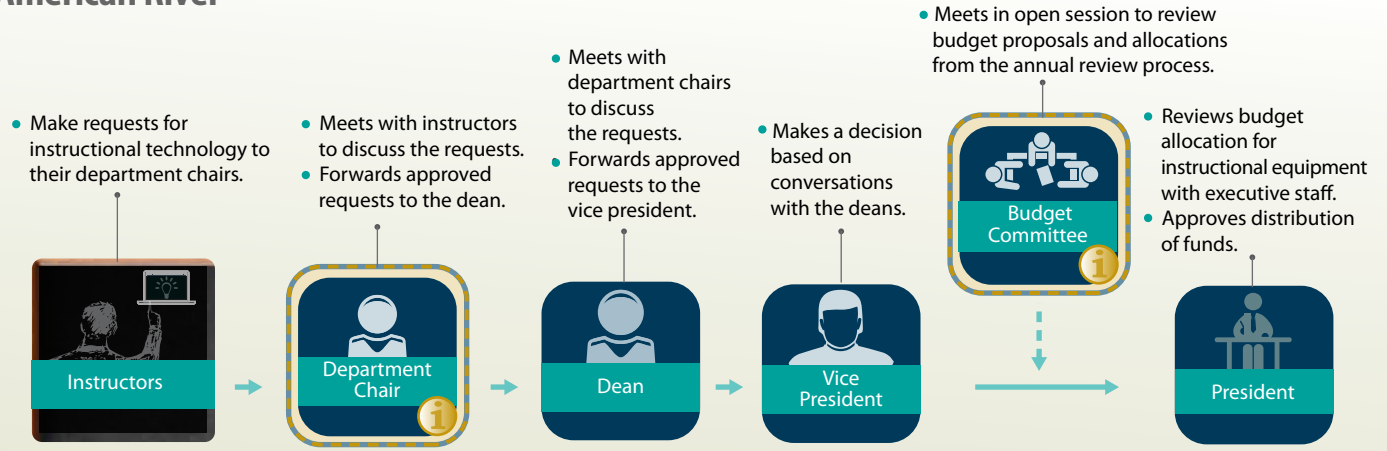 American River
• Make requests for
instructional technology to
their department chairs.
Instructors
• Meets with instructors
to discuss the requests.
• Forwards approved
requests to the dean.
Department
Chair
i
• Meets with
department chairs
to discuss
the requests.
• Forwards approved
requests to the
vice president.
Dean
• Makes a decision
based on
conversations
with the deans.
Vice
President
• Meets in open session to review
budget proposals and allocations
from the annual review process.
Budget
Committee
i
• Reviews budget
allocation for
instructional equipment
with executive staff.
• Approves distribution
of funds.
President